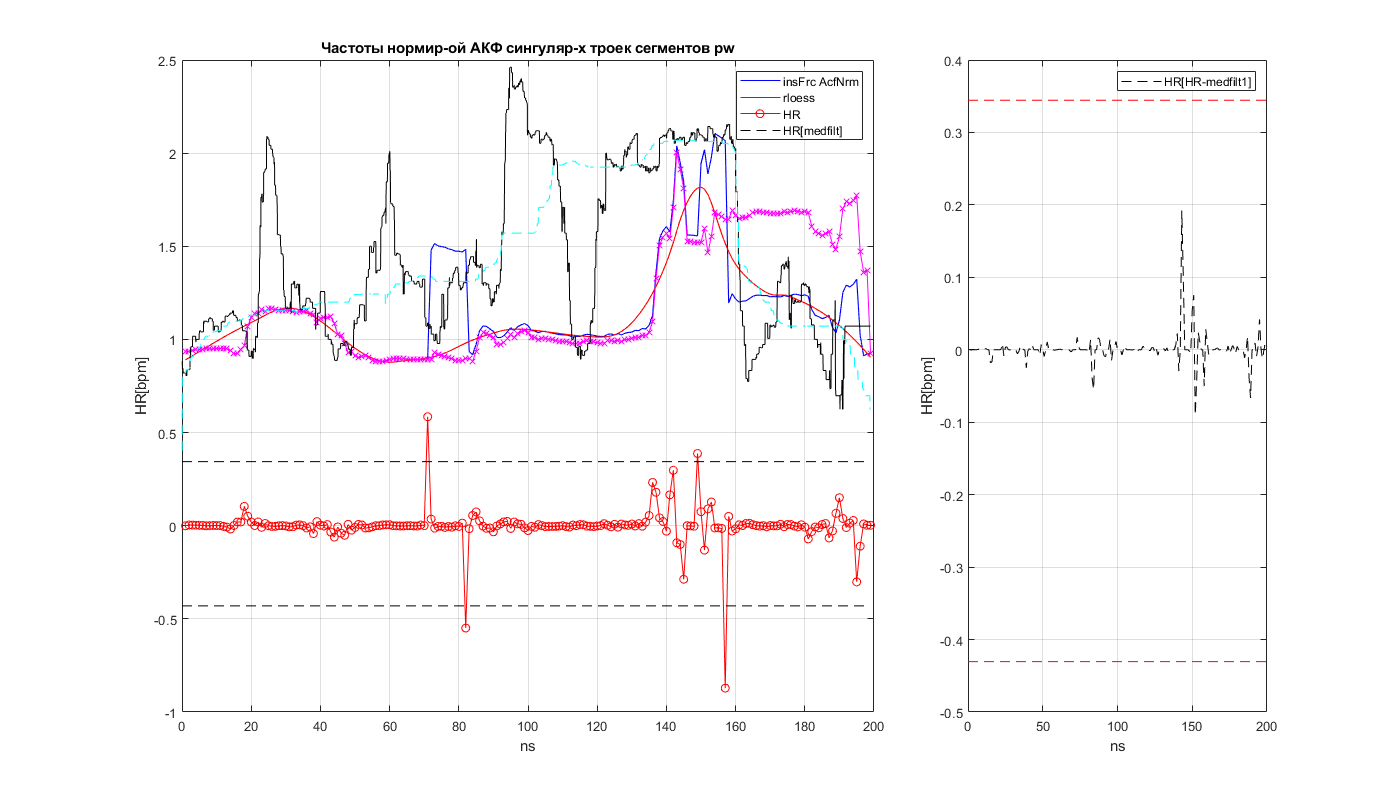 Частоты нормир-ой АКФ сингуляр-х троек сегментов pw
2.5
2
1.5
1
0.5
0
-0.5
-1
HR[bpm]
0 20 40 60 80 100 120 140 160 180 200
ns
insFrc AcfNrm
rloess
HR
HR[medfilt]
0.4
0.3
0.2
0.1
0
-0.1
-0.2
-0.3
-0.4
-0.5
HR[bpm]
0 50 100 150 200
ns
HR[HR-medfilt1]